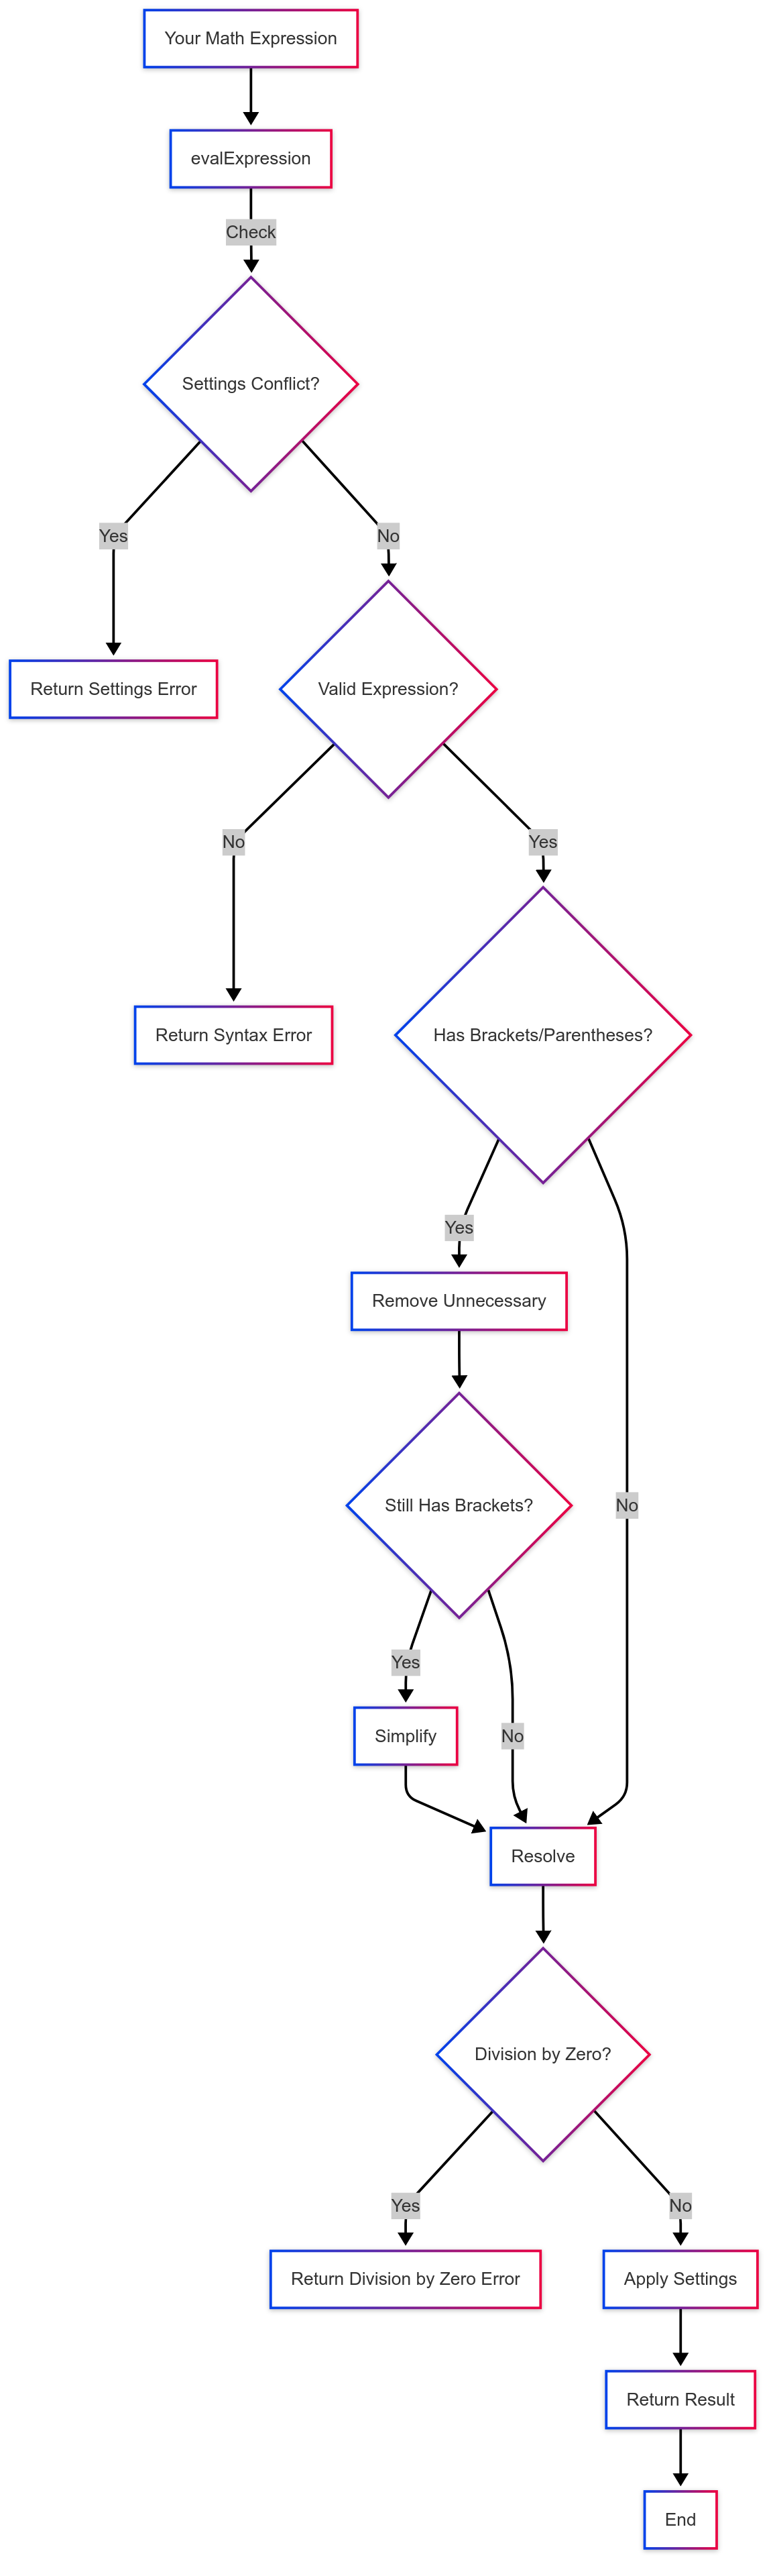 Your Math Expression
evalExpression
Check
Settings Conflict?
Yes
No
Return Settings Error
Valid Expression?
No
Yes
Return Syntax Error
Has Brackets/Parentheses?
Yes
Remove Unnecessary
Still Has Brackets?
No
Yes
Simplify
No
Resolve
Division by Zero?
Yes
No
Return Division by Zero Error
Apply Settings
Return Result
End